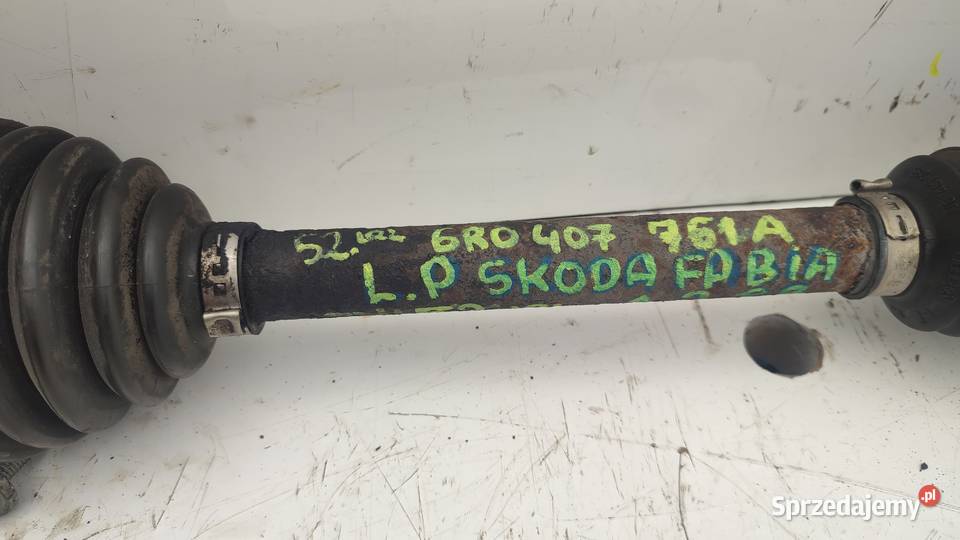 52. 6R0 407 761 A
L.P SKODA FABIA
Sprzedajemy.pl